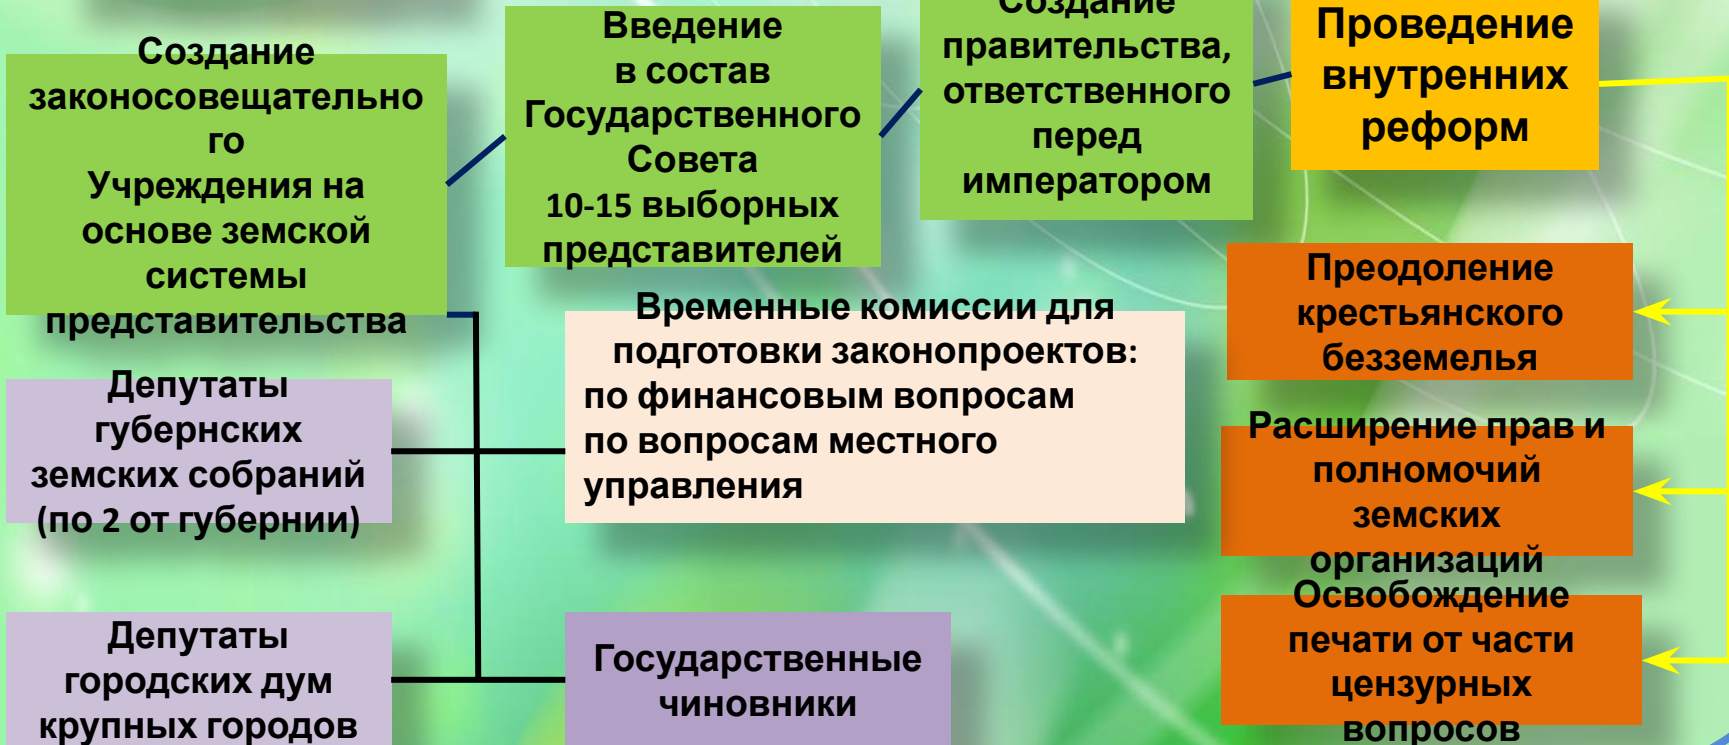 Создание
законосовещательно
го
Учреждения на
основе земской
системы
представительства
Введение
в состав
Государственного
Совета
10-15 выборных
представителей
Создание
правительства,
ответственного
перед
императором
Проведение
внутренних
реформ
Временные комиссии для
подготовки законопроектов:
по финансовым вопросам
по вопросам местного
управления
Депутаты
губернских
земских собраний
(по 2 от губернии)
Депутаты
городских дум
крупных городов
Государственные
чиновники
Преодоление
крестьянского
безземелья
Расширение прав и
полномочий
земских
организаций
Освобождение
печати от части
цензурных
вопросов